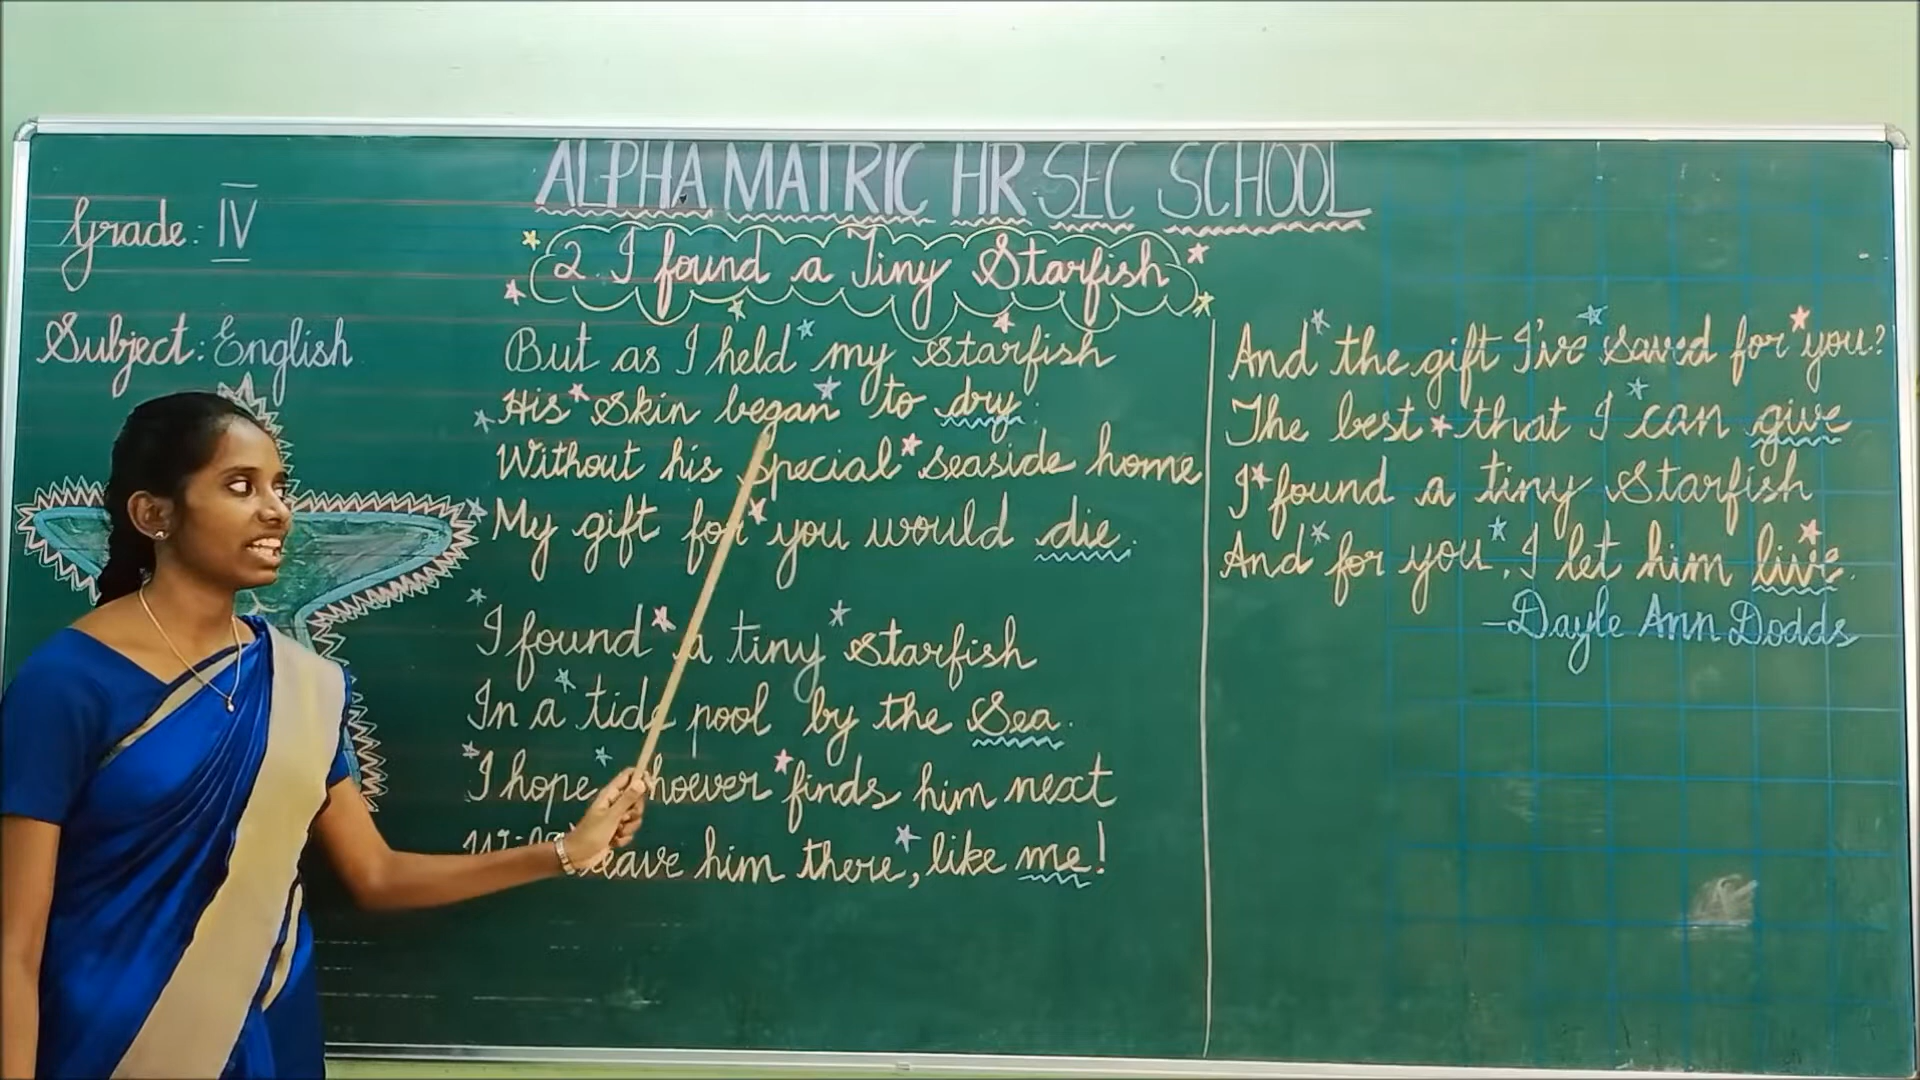 ALPHA MATRIC HR SEC SCHOOL
Grade: IV
2. I found a Tiny Starfish
Subject: English
But as I held my starfish
His skin began to dry.
Without his special seaside home
My gift for you would die.
I found a tiny starfish
In a tide pool by the Sea.
I hope whoever finds him next
leave him there, like me!
And the gift I've saved for you?
The best that I can give
I found a tiny starfish
And for you, I let him live.
-Dayle Ann Dodds